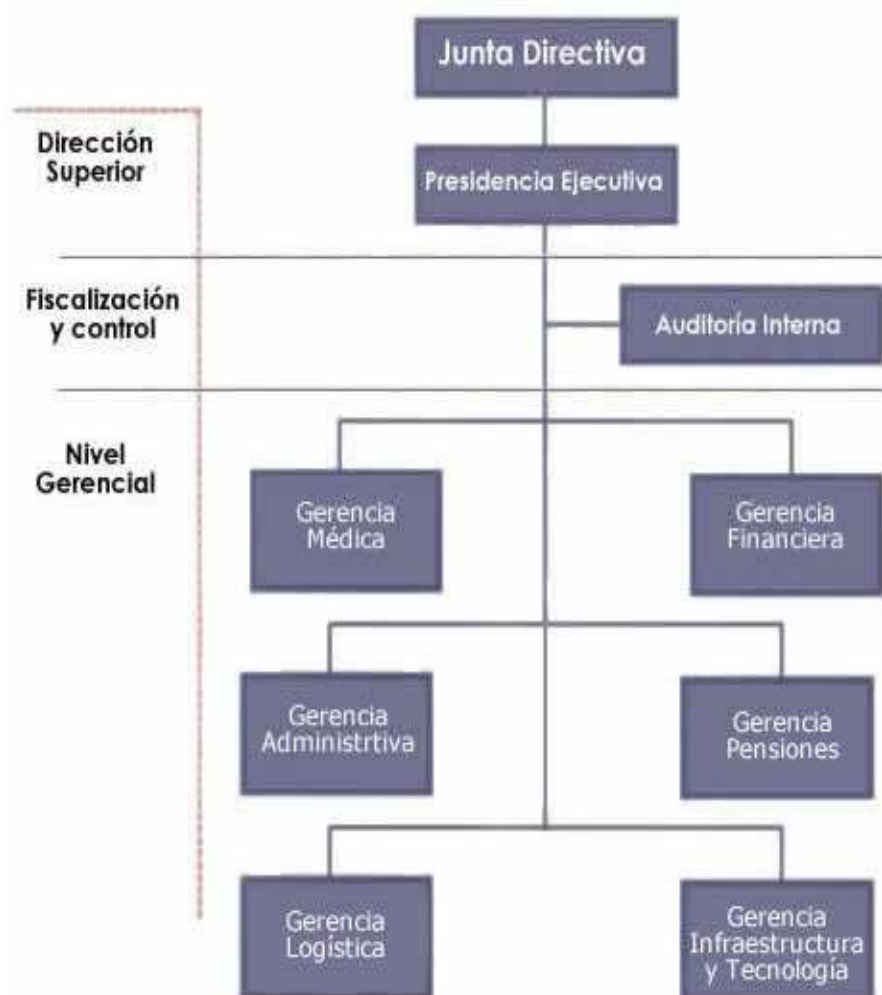 Junta Directiva
Dirección
Superior
Presidencia Ejecutiva
Fiscalización
y control
Auditoría Interna
Nivel
Gerencial
Gerencia
Médica
Gerencia
Financiera
Gerencia
Administrtiva
Gerencia
Pensiones
Gerencia
Logística
Gerencia
Infraestructura
y Tecnología